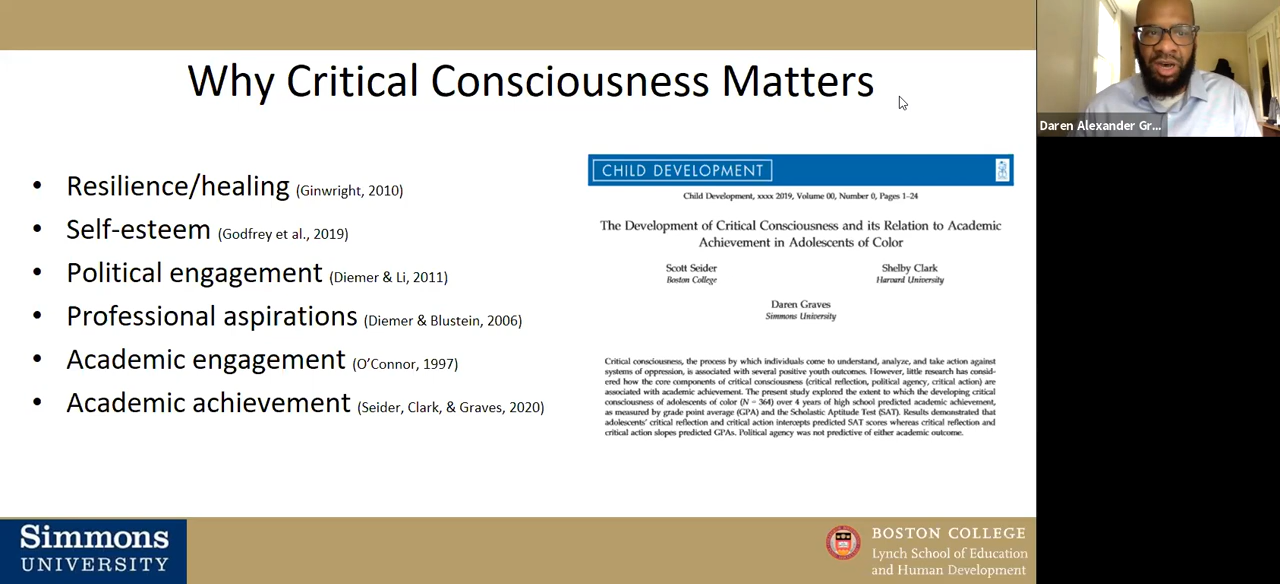 Why Critical Consciousness Matters
• Resilience/healing (Ginwright, 2010)
• Self-esteem (Godfrey et al., 2019)
• Political engagement (Diemer & Li, 2011)
• Professional aspirations (Diemer & Blustein, 2006)
• Academic engagement (O'Connor, 1997)
• Academic achievement (Seider, Clark, & Graves, 2020)
CHILD DEVELOPMENT
Child Development, xxxx 2019, Volume 00, Number 0, Pages 1–24
The Development of Critical Consciousness and its Relation to Academic
Achievement in Adolescents of Color
Scott Seider
Boston College
Shelby Clark
Harvard University
Daren Graves
Simmons University
Critical consciousness, the process by which individuals come to understand, analyze, and take action against
systems of oppression, is associated with several positive youth outcomes. However, little research has consid-
ered how the core components of critical consciousness (critical reflection, political agency, critical action) are
associated with academic achievement. The present study explored the extent to which the developing critical
consciousness of adolescents of color (N = 364) over 4 years of high school predicted academic achievement,
as measured by grade point average (GPA) and the Scholastic Aptitude Test (SAT). Results demonstrated that
adolescents' critical reflection and critical action intercepts predicted SAT scores whereas critical reflection and
critical action slopes predicted GPAs. Political agency was not predictive of either academic outcome.
Simmons
UNIVERSITY
BOSTON COLLEGE
Lynch School of Education
and Human Development
Daren Alexander Gr...